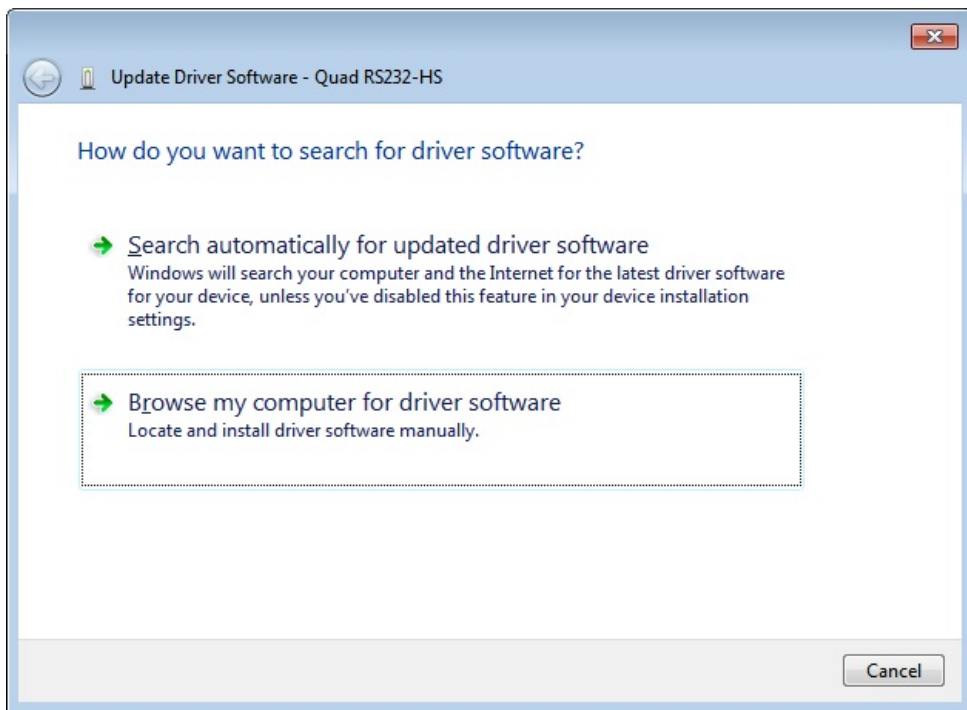 Update Driver Software - Quad RS232-HS
How do you want to search for driver software?
Search automatically for updated driver software
Windows will search your computer and the Internet for the latest driver software
for your device, unless you've disabled this feature in your device installation
settings.
Browse my computer for driver software
Locate and install driver software manually.
Cancel